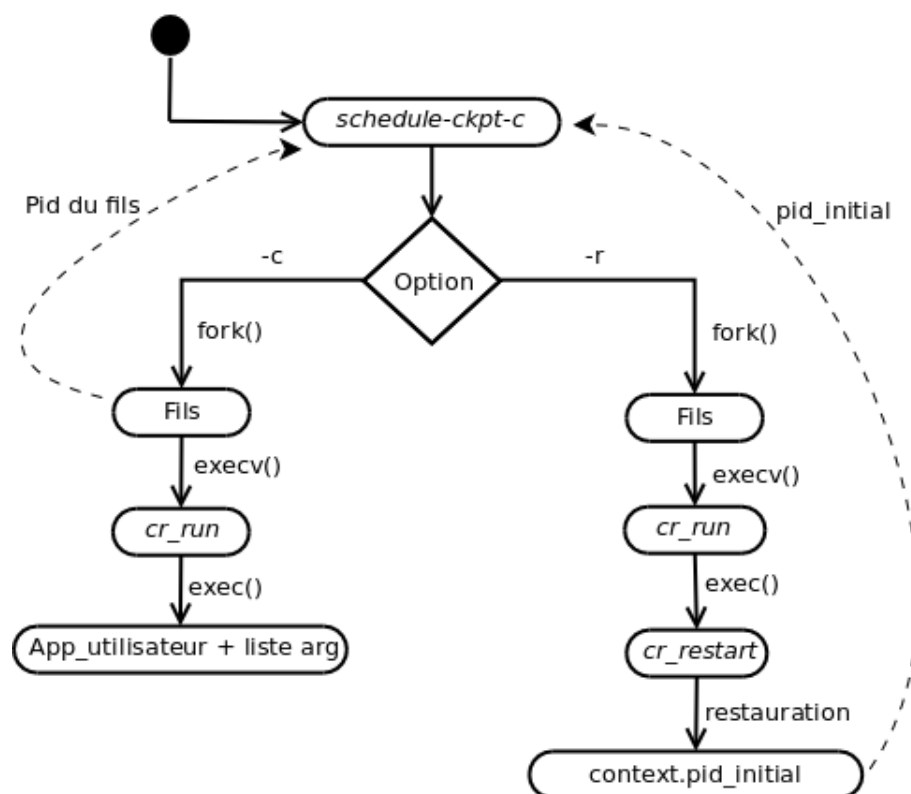 schedule-ckpt-c
Pid du fils
pid_initial
-c
Option
-r
fork()
fork()
Fils
Fils
execv()
execv()
cr_run
cr_run
exec()
exec()
App_utilisateur + liste arg
cr_restart
restauration
context.pid_initial